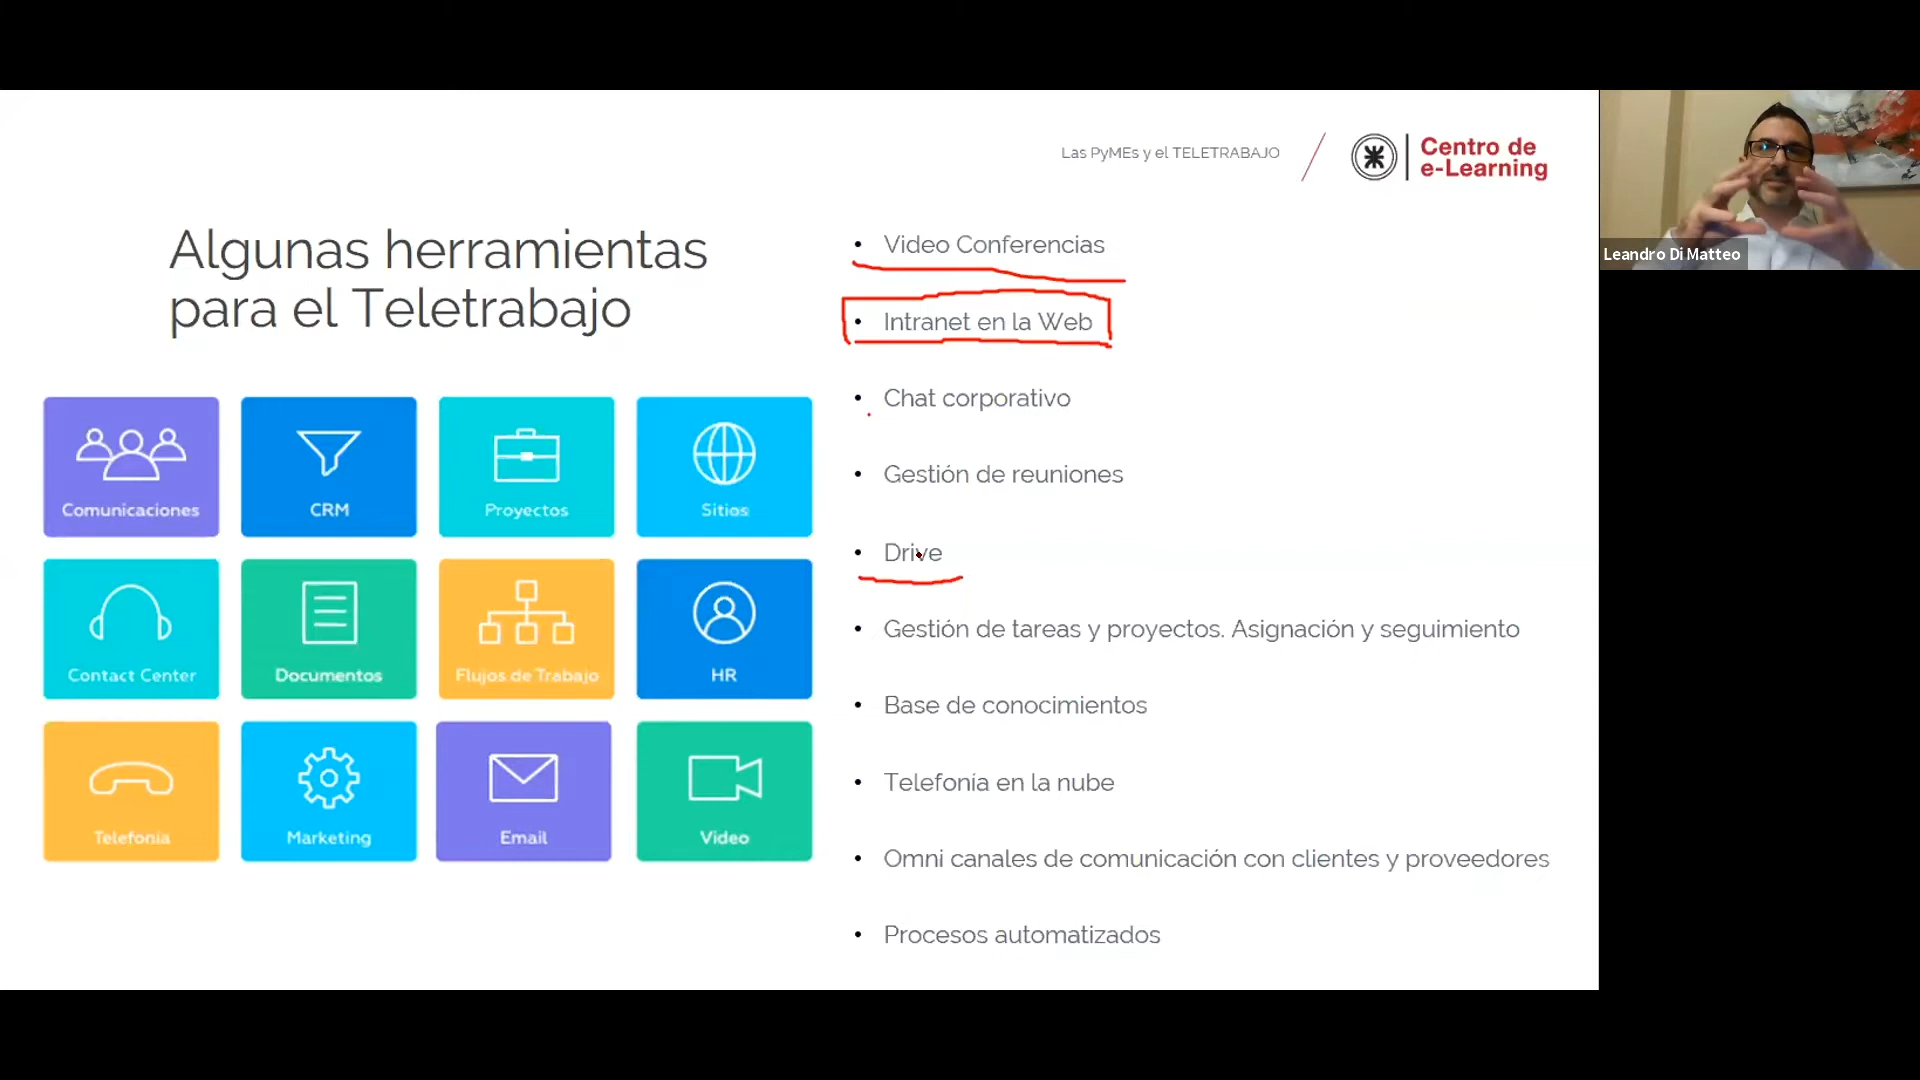 Las PyMEs y el TELETRABAJO
Centro de
e-Learning
Leandro Di Matteo
Algunas herramientas
para el Teletrabajo
Comunicaciones
CRM
Proyectos
Sitios
Contact Center
Documentos
Flujos de Trabajo
HR
Telefonía
Marketing
Email
Video
• Video Conferencias
• Intranet en la Web
• Chat corporativo
• Gestión de reuniones
• Drive
• Gestión de tareas y proyectos. Asignación y seguimiento
• Base de conocimientos
• Telefonía en la nube
• Omni canales de comunicación con clientes y proveedores
• Procesos automatizados